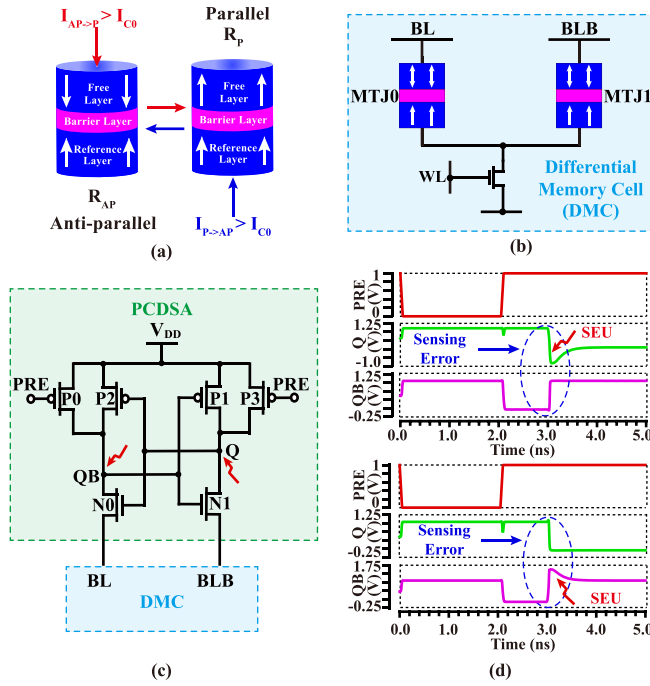 I_AP->P > I_C0
Parallel
R_P
Free
Layer
Barrier Layer
Reference
Layer
Free
Layer
Barrier Layer
Reference
Layer
R_AP
Anti-parallel
I_P->AP > I_C0
(a)
BL
BLB
MTJ0
MTJ1
WL
Differential
Memory Cell
(DMC)
(b)
PCDSA
V_DD
PRE
P0
P2
P1
P3
PRE
Q
QB
N0
N1
BL
BLB
DMC
(c)
PRE
(V)
1
0
Q
(V)
1.25
-1.0
Sensing
Error
SEU
QB
(V)
1.25
-0.25
0.0 1.0 2.0 3.0 4.0 5.0
Time (ns)
PRE
(V)
1
0
Q
(V)
1.25
-0.25
Sensing
Error
QB
(V)
1.75
-0.25
SEU
0.0 1.0 2.0 3.0 4.0 5.0
Time (ns)
(d)